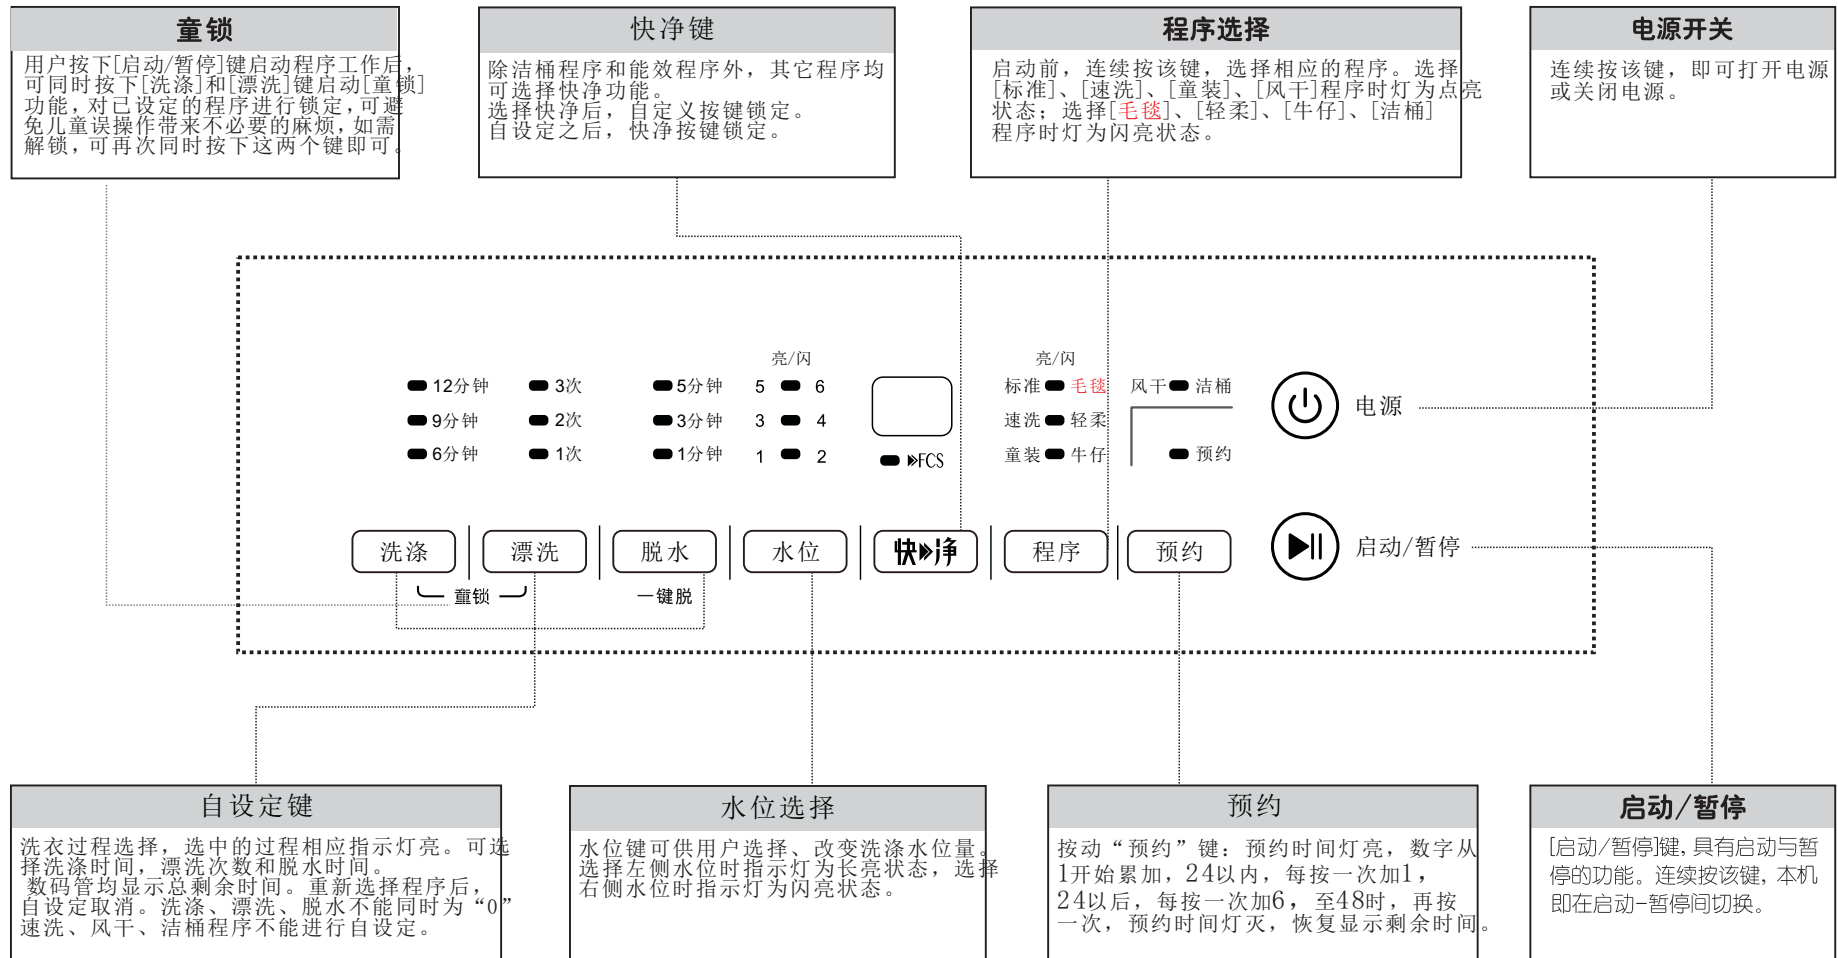 童锁
用户按下[启动/暂停]键启动程序工作后，
可同时按下[洗涤]和[漂洗]键启动[童锁]
功能，对已设定的程序进行锁定，可避
免儿童误操作带来不必要的麻烦，如需
解锁，可再次同时按下这两个键即可。
快净键
除洁桶程序和能效程序外，其它程序均
可选择快净功能。
选择快净后，自定义按键锁定。
自设定之后，快净按键锁定。
程序选择
启动前，连续按该键，选择相应的程序。选择
[标准]、[速洗]、[童装]、[风干]程序时灯为点亮
状态；选择[毛毯]、[轻柔]、[牛仔]、[洁桶]
程序时灯为闪亮状态。
电源开关
连续按该键，即可打开电源
或关闭电源。
亮/闪 亮/闪
12分钟 3次 5分钟 5 6 标准 毛毯 风干 洁桶
9分钟 2次 3分钟 3 4 速洗 轻柔
6分钟 1次 1分钟 1 2 FCS 童装 牛仔 预约
电源
洗涤 漂洗 脱水 水位 快净 程序 预约 启动/暂停
童锁 一键脱
自设定键
洗衣过程选择，选中的过程相应指示灯亮。可选
择洗涤时间，漂洗次数和脱水时间。
数码管均显示总剩余时间。重新选择程序后，
自设定取消。洗涤、漂洗、脱水不能同时为“0”
速洗、风干、洁桶程序不能进行自设定。
水位选择
水位键可供用户选择、改变洗涤水位量。
选择左侧水位时指示灯为长亮状态，选择
右侧水位时指示灯为闪亮状态。
预约
按动“预约”键：预约时间灯亮，数字从
1开始累加，24以内，每按一次加1，
24以后，每按一次加6，至48时，再按
一次，预约时间灯灭，恢复显示剩余时间。
启动/暂停
[启动/暂停]键，具有启动与暂
停的功能。连续按该键，本机
即在启动-暂停间切换。